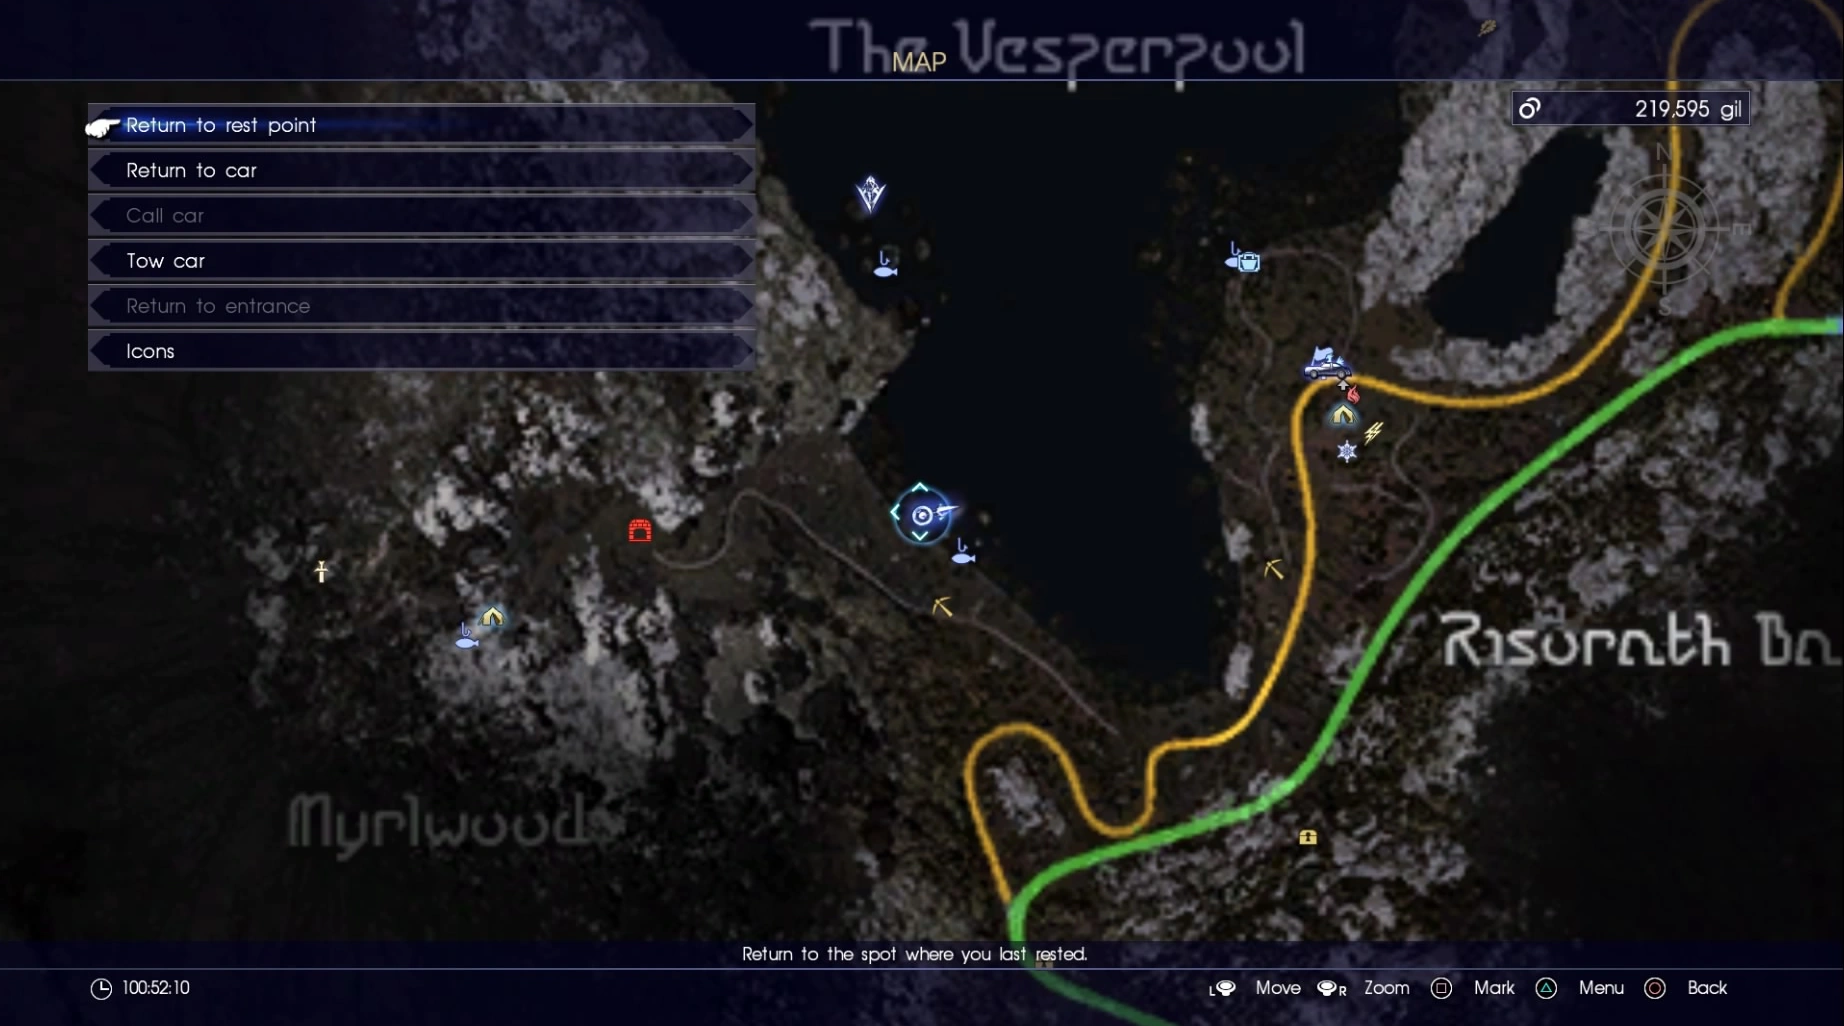 The Vesperpool
MAP
219,595 gil
Return to rest point
Return to car
Call car
Tow car
Return to entrance
Icons
N
E
S
Myrlwood
Return to the spot where you last rested.
100:52:10
L Move R Zoom Mark Menu Back